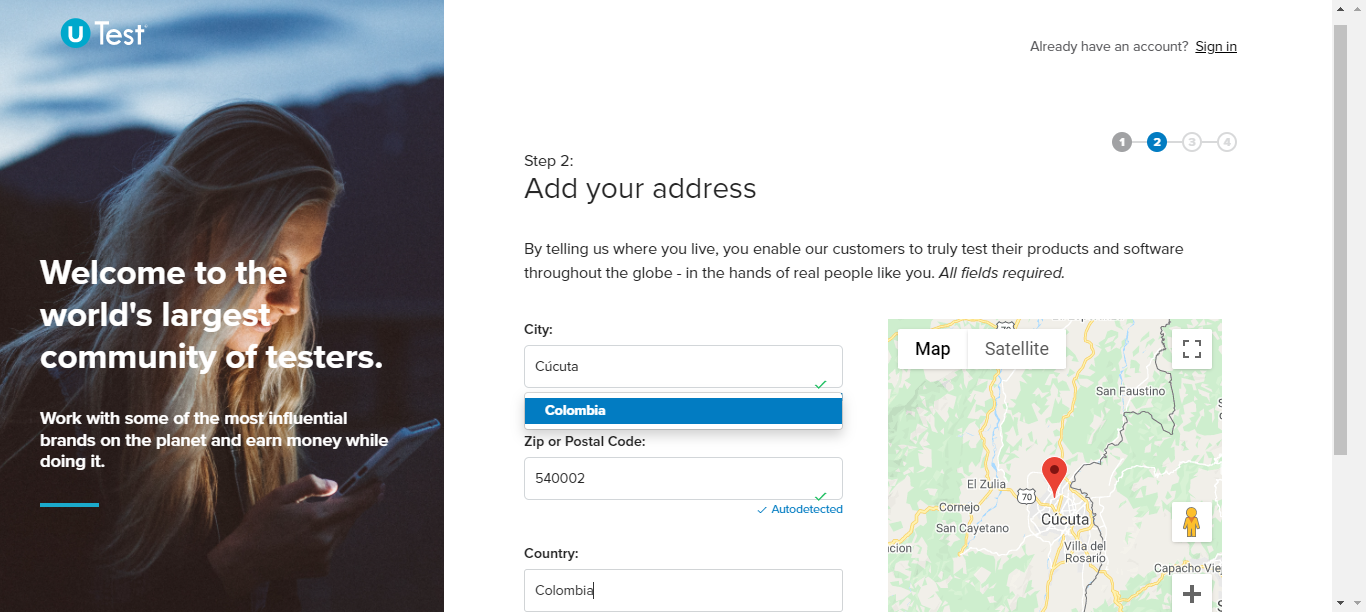 U Test
Already have an account? Sign in
1 2 3 4
Step 2:
Add your address
By telling us where you live, you enable our customers to truly test their products and software
throughout the globe - in the hands of real people like you. All fields required.
Welcome to the
world's largest
community of testers.
Work with some of the most influential
brands on the planet and earn money while
doing it.
City:
Cúcuta
Colombia
Zip or Postal Code:
540002
Autodetected
Country:
Colombia
Map Satellite
70
San Faustino
El Zulia
70
Cornejo
Cúcuta
San Cayetano
Villa del
Rosario
Capacho Vie